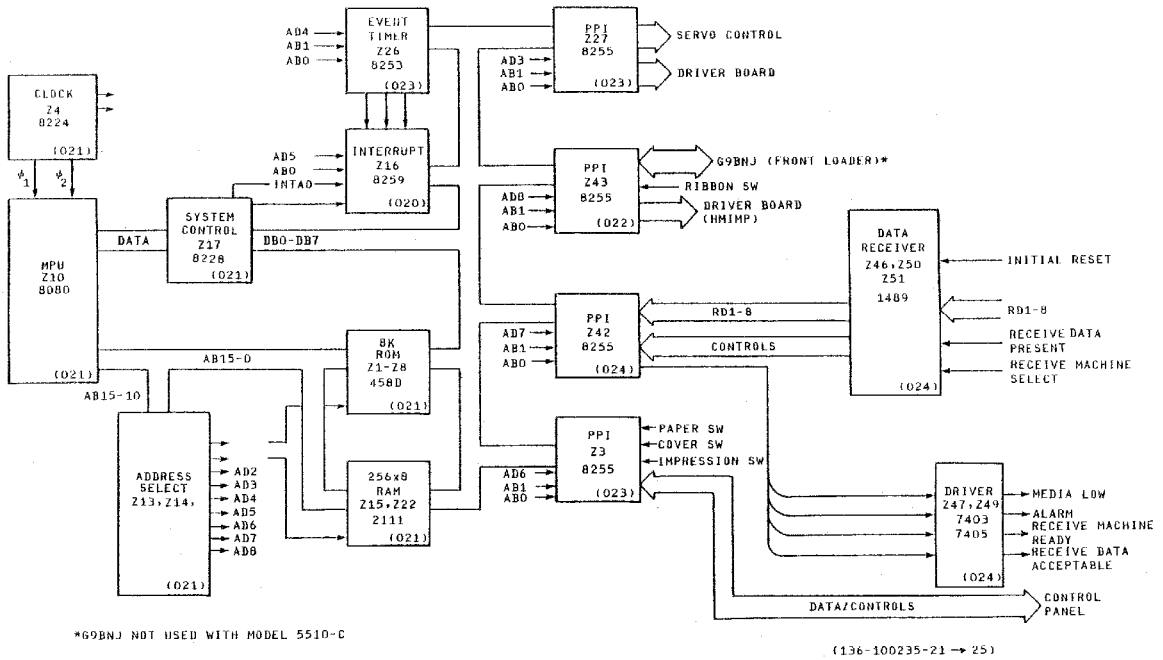 CLOCK
Z4
8224
(021)
ϕ1
ϕ2
MPU
Z10
8080
(021)
DATA
SYSTEM
CONTROL
Z17
8228
(021)
DB0-DB7
AB15-0
AB15-10
ADDRESS
SELECT
Z13,Z14,
(021)
AD2
AD3
AD4
AD5
AD6
AD7
AD8
AD4
AB1
AB0
EVENT
TIMER
Z26
8253
(023)
AD5
AB0
INTA0
INTERRUPT
Z16
8259
(020)
8K
ROM
Z1-Z8
458D
(021)
256x8
RAM
Z15,Z22
2111
(021)
AD3
AB1
AB0
PPI
Z27
8255
(023)
SERVO CONTROL
DRIVER BOARD
AD8
AB1
AB0
PPI
Z43
8255
(022)
G9BNJ (FRONT LOADER)*
RIBBON SW
DRIVER BOARD
(HMIMP)
AD7
AB1
AB0
PPI
Z42
8255
(024)
RD1-8
CONTROLS
DATA
RECEIVER
Z46,Z50
Z51
1489
(024)
INITIAL RESET
RD1-8
RECEIVE DATA
PRESENT
RECEIVE MACHINE
SELECT
AD6
AB1
AB0
PPI
Z3
8255
(023)
PAPER SW
COVER SW
IMPRESSION SW
DRIVER
Z47,Z49
7403
7405
(024)
MEDIA LOW
ALARM
RECEIVE MACHINE
READY
RECEIVE DATA
ACCEPTABLE
DATA/CONTROLS
CONTROL
PANEL
*G9BNJ NOT USED WITH MODEL 5510-C
(136-100235-21 → 25)